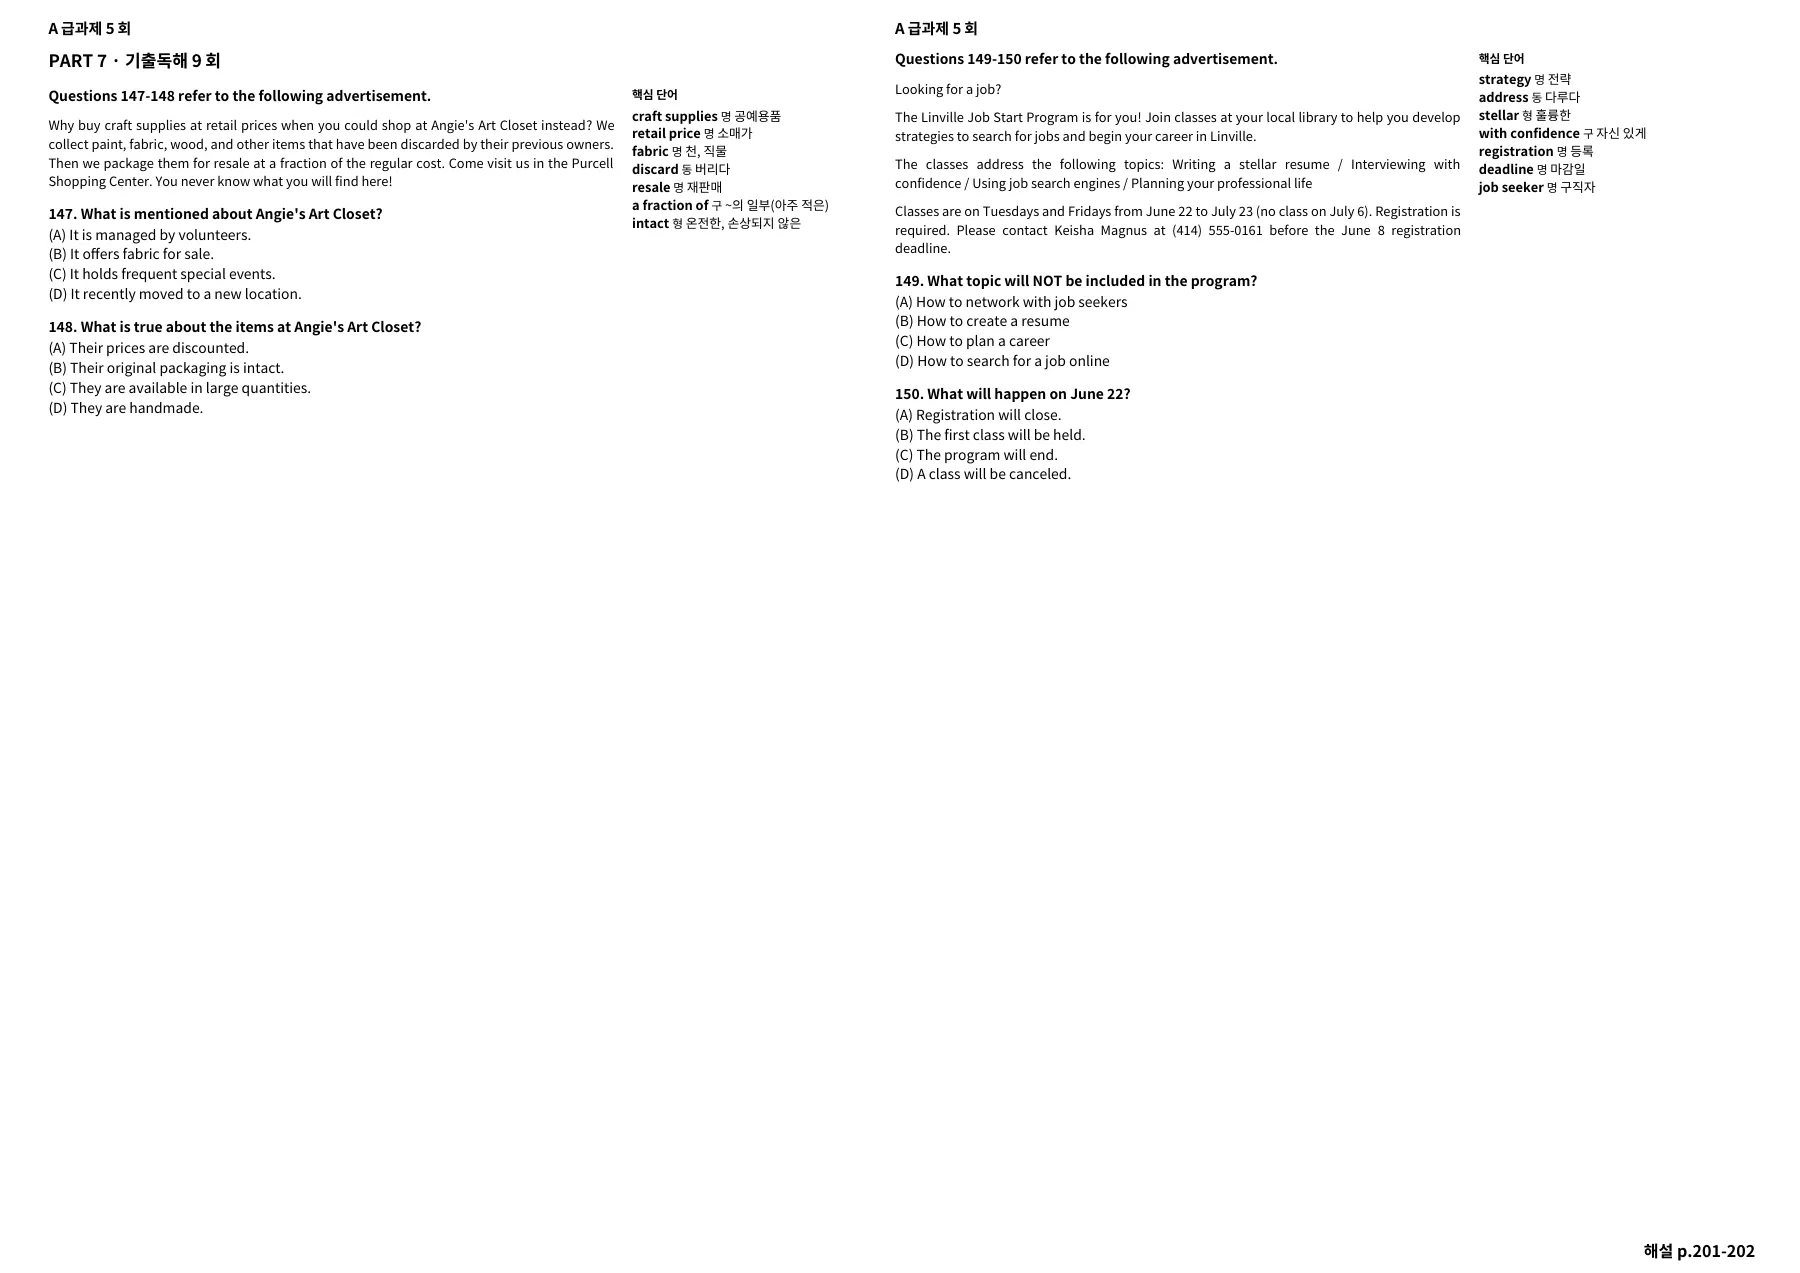 A 급과제 5 회
PART 7 · 기출독해 9 회
Questions 147-148 refer to the following advertisement.
Why buy craft supplies at retail prices when you could shop at Angie's Art Closet instead? We
collect paint, fabric, wood, and other items that have been discarded by their previous owners.
Then we package them for resale at a fraction of the regular cost. Come visit us in the Purcell
Shopping Center. You never know what you will find here!
147. What is mentioned about Angie's Art Closet?
(A) It is managed by volunteers.
(B) It offers fabric for sale.
(C) It holds frequent special events.
(D) It recently moved to a new location.
148. What is true about the items at Angie's Art Closet?
(A) Their prices are discounted.
(B) Their original packaging is intact.
(C) They are available in large quantities.
(D) They are handmade.
핵심 단어
craft supplies 명 공예용품
retail price 명 소매가
fabric 명 천, 직물
discard 동 버리다
resale 명 재판매
a fraction of 구 ~의 일부(아주 적은)
intact 형 온전한, 손상되지 않은
A 급과제 5 회
Questions 149-150 refer to the following advertisement.
Looking for a job?
The Linville Job Start Program is for you! Join classes at your local library to help you develop
strategies to search for jobs and begin your career in Linville.
The classes address the following topics: Writing a stellar resume / Interviewing with
confidence / Using job search engines / Planning your professional life
Classes are on Tuesdays and Fridays from June 22 to July 23 (no class on July 6). Registration is
required. Please contact Keisha Magnus at (414) 555-0161 before the June 8 registration
deadline.
149. What topic will NOT be included in the program?
(A) How to network with job seekers
(B) How to create a resume
(C) How to plan a career
(D) How to search for a job online
150. What will happen on June 22?
(A) Registration will close.
(B) The first class will be held.
(C) The program will end.
(D) A class will be canceled.
핵심 단어
strategy 명 전략
address 동 다루다
stellar 형 훌륭한
with confidence 구 자신 있게
registration 명 등록
deadline 명 마감일
job seeker 명 구직자
해설 p.201-202